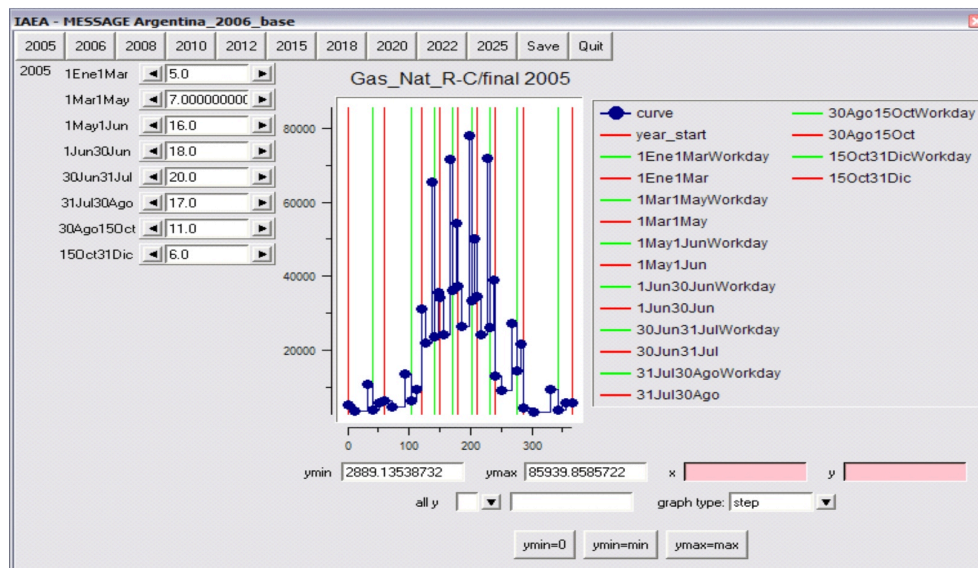 IAEA - MESSAGE Argentina_2006_base
2005 2006 2008 2010 2012 2015 2018 2020 2022 2025 Save Quit
2005 1Ene1Mar 5.0
1Mar1May 7.000000000
1May1Jun 16.0
1Jun30Jun 18.0
30Jun31Jul 20.0
31Jul30Ago 17.0
30Ago15Oct 11.0
15Oct31Dic 6.0
Gas_Nat_R-C/final 2005
80000
60000
40000
20000
0 100 200 300
curve
year_start
1Ene1MarWorkday
1Ene1Mar
1Mar1MayWorkday
1Mar1May
1May1JunWorkday
1May1Jun
1Jun30JunWorkday
1Jun30Jun
30Jun31JulWorkday
30Jun31Jul
31Jul30AgoWorkday
31Jul30Ago
30Ago15OctWorkday
30Ago15Oct
15Oct31DicWorkday
15Oct31Dic
ymin 2889.13538732 ymax 85939.8585722 x y
all y graph type: step
ymin=0 ymin=min ymax=max